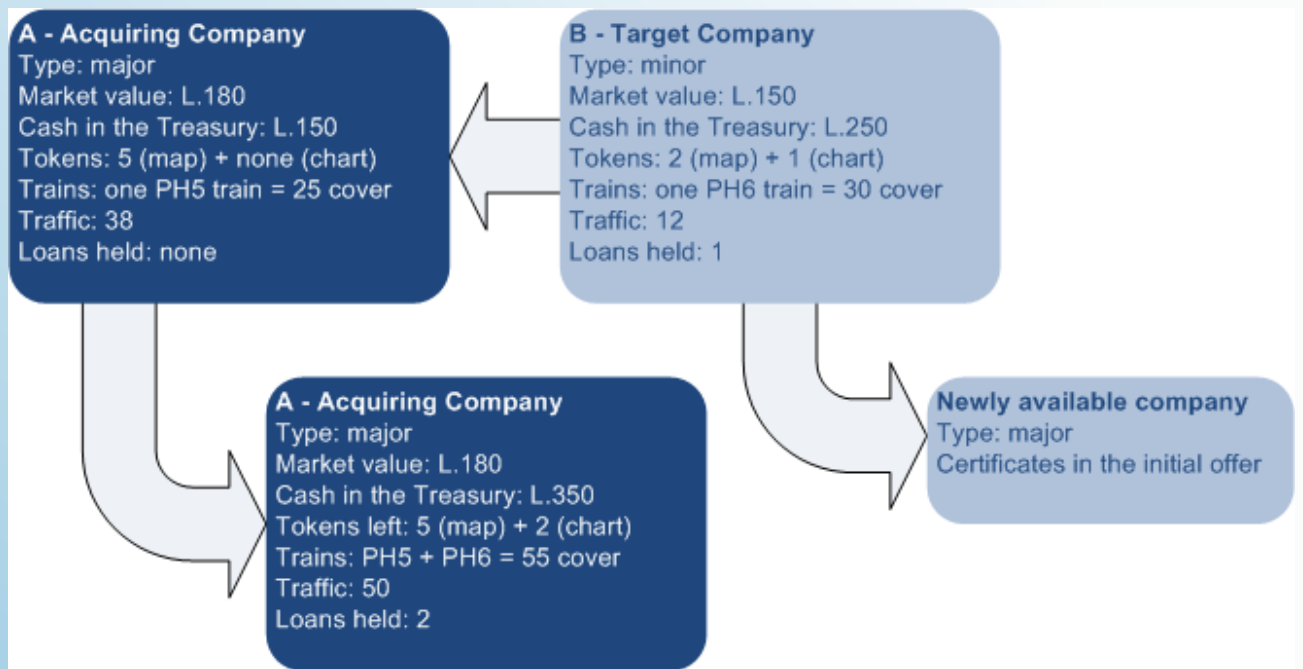 A - Acquiring Company
Type: major
Market value: L.180
Cash in the Treasury: L.150
Tokens: 5 (map) + none (chart)
Trains: one PH5 train = 25 cover
Traffic: 38
Loans held: none
B - Target Company
Type: minor
Market value: L.150
Cash in the Treasury: L.250
Tokens: 2 (map) + 1 (chart)
Trains: one PH6 train = 30 cover
Traffic: 12
Loans held: 1
A - Acquiring Company
Type: major
Market value: L.180
Cash in the Treasury: L.350
Tokens left: 5 (map) + 2 (chart)
Trains: PH5 + PH6 = 55 cover
Traffic: 50
Loans held: 2
Newly available company
Type: major
Certificates in the initial offer